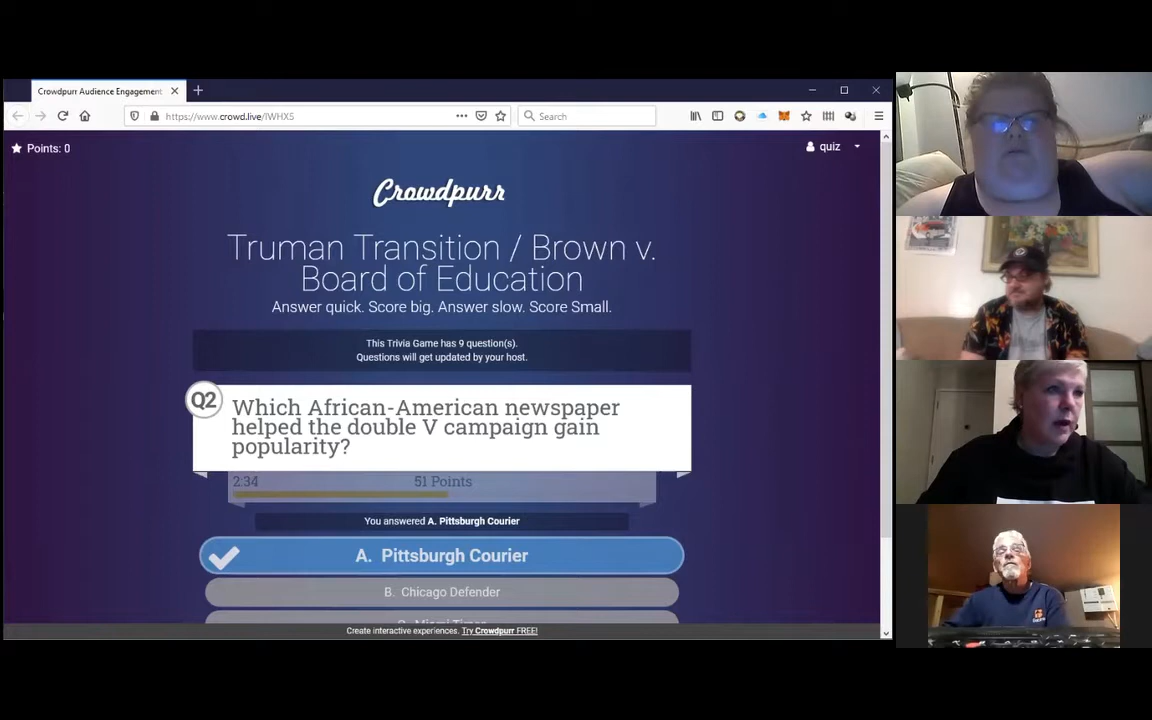 Crowdpurr Audience Engagement
https://www.crowd.live/IWHX5
Search
Points: 0
quiz
Crowdpurr
Truman Transition / Brown v.
Board of Education
Answer quick. Score big. Answer slow. Score Small.
This Trivia Game has 9 question(s).
Questions will get updated by your host.
Q2
Which African-American newspaper
helped the double V campaign gain
popularity?
2:34
51 Points
You answered A. Pittsburgh Courier
A. Pittsburgh Courier
B. Chicago Defender
Create interactive experiences. Try Crowdpurr FREE!